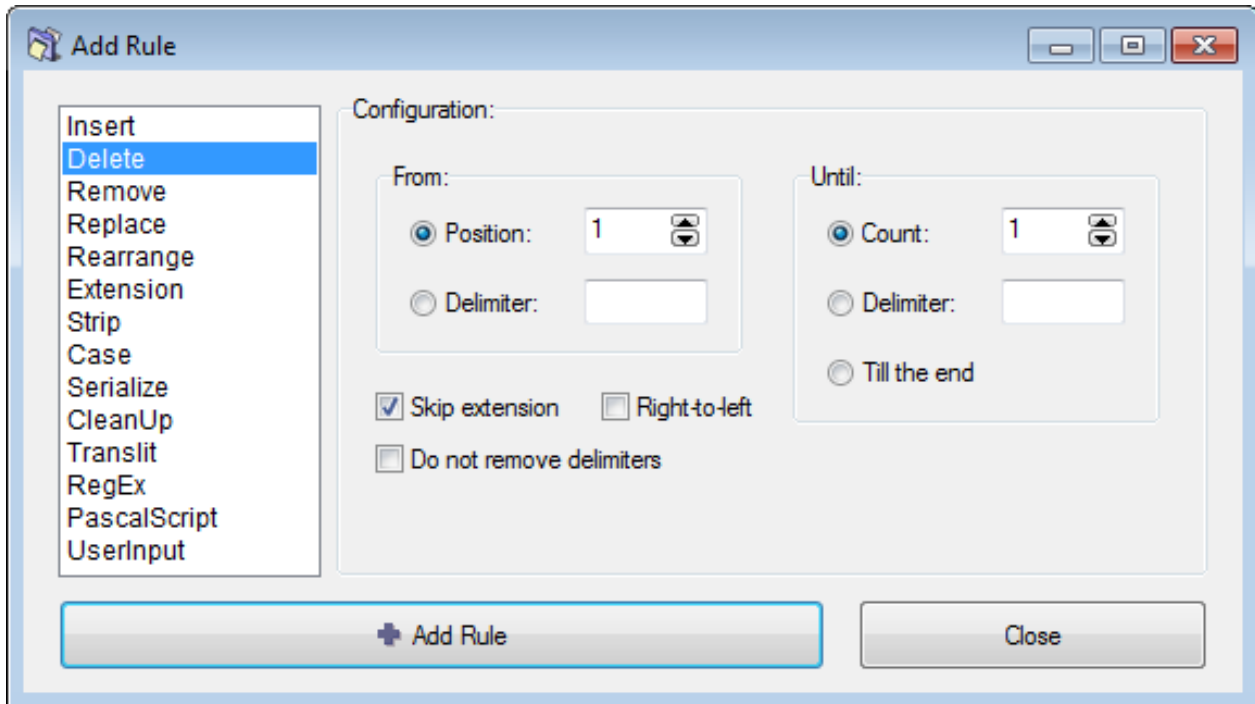 Add Rule
Insert
Delete
Remove
Replace
Rearrange
Extension
Strip
Case
Serialize
CleanUp
Translit
RegEx
PascalScript
UserInput
Configuration:
From:
Position: 1
Delimiter:
Until:
Count: 1
Delimiter:
Till the end
Skip extension Right-to-left
Do not remove delimiters
Add Rule
Close